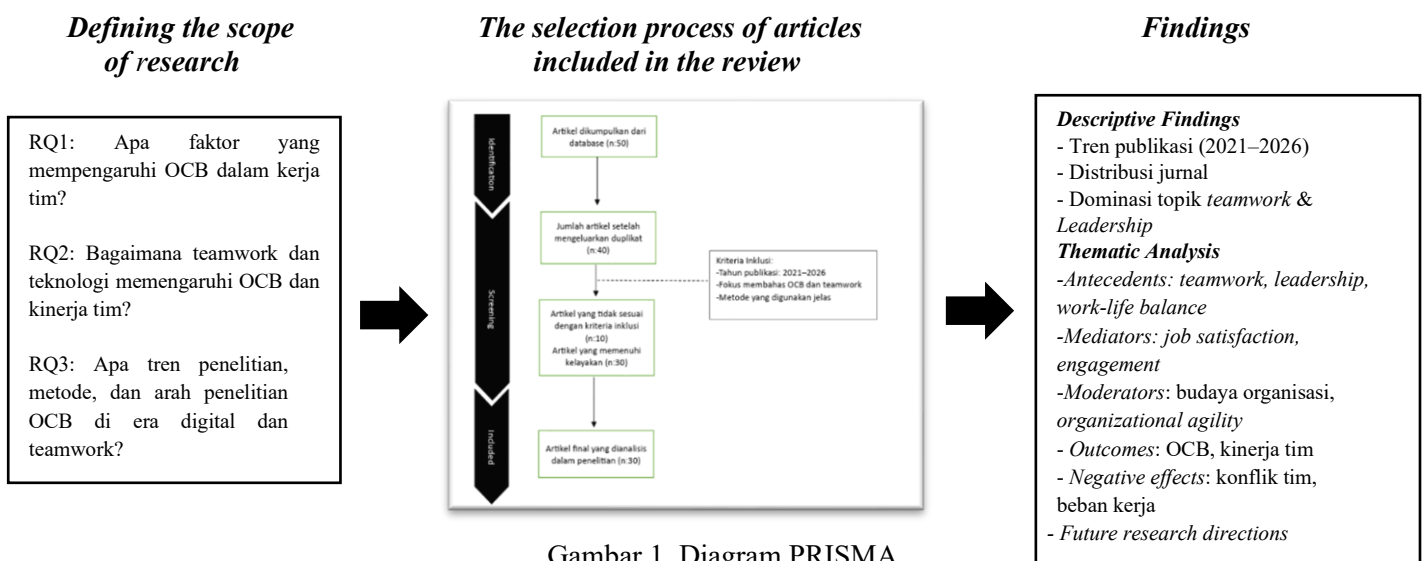 Defining the scope
of research
RQ1: Apa faktor yang
mempengaruhi OCB dalam kerja
tim?
RQ2: Bagaimana teamwork dan
teknologi memengaruhi OCB dan
kinerja tim?
RQ3: Apa tren penelitian,
metode, dan arah penelitian
OCB di era digital dan
teamwork?
The selection process of articles
included in the review
Identification
Artikel dikumpulkan dari
database (n:50)
Screening
Jumlah artikel setelah
mengeluarkan duplikat
(n:40)
Kriteria Inklusi:
-Tahun publikasi: 2021–2026
-Fokus membahas OCB dan teamwork
-Metode yang digunakan jelas
Artikel yang tidak sesuai
dengan kriteria inklusi
(n:10)
Artikel yang memenuhi
kelayakan (n:30)
Included
Artikel final yang dianalisis
dalam penelitian (n:30)
Findings
Descriptive Findings
- Tren publikasi (2021–2026)
- Distribusi jurnal
- Dominasi topik teamwork &
Leadership
Thematic Analysis
-Antecedents: teamwork, leadership,
work-life balance
-Mediators: job satisfaction,
engagement
-Moderators: budaya organisasi,
organizational agility
- Outcomes: OCB, kinerja tim
- Negative effects: konflik tim,
beban kerja
- Future research directions
Gambar 1. Diagram PRISMA